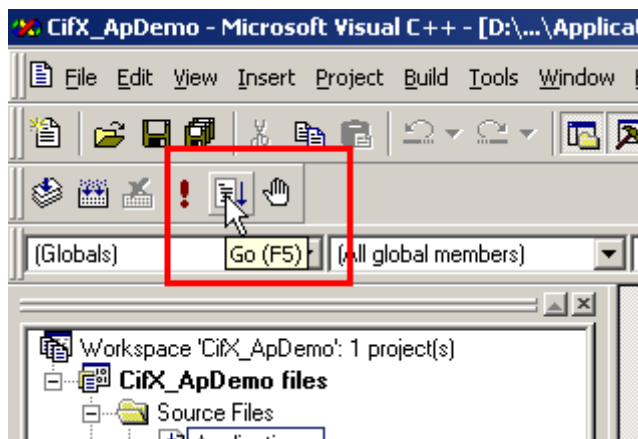 CifX_ApDemo - Microsoft Visual C++ - [D:\...\Applicat
File Edit View Insert Project Build Tools Window
(Globals) Go (F5) (All global members)
Workspace 'CifX_ApDemo': 1 project(s)
CifX_ApDemo files
Source Files